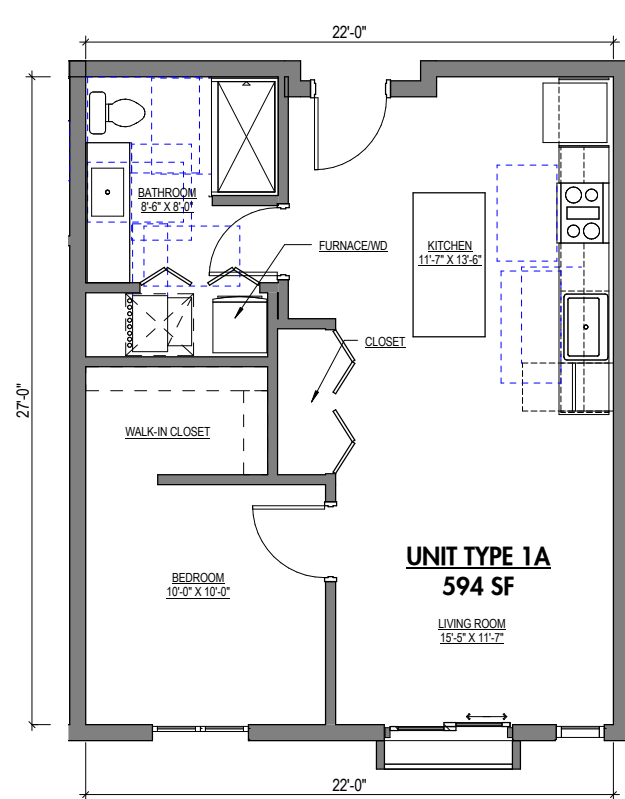 22'-0"
BATHROOM
8'-6" X 8'-0"
FURNACE/WD
KITCHEN
11'-7" X 13'-6"
CLOSET
27'-0"
WALK-IN CLOSET
UNIT TYPE 1A
594 SF
BEDROOM
10'-0" X 10'-0"
LIVING ROOM
15'-5" X 11'-7"
22'-0"